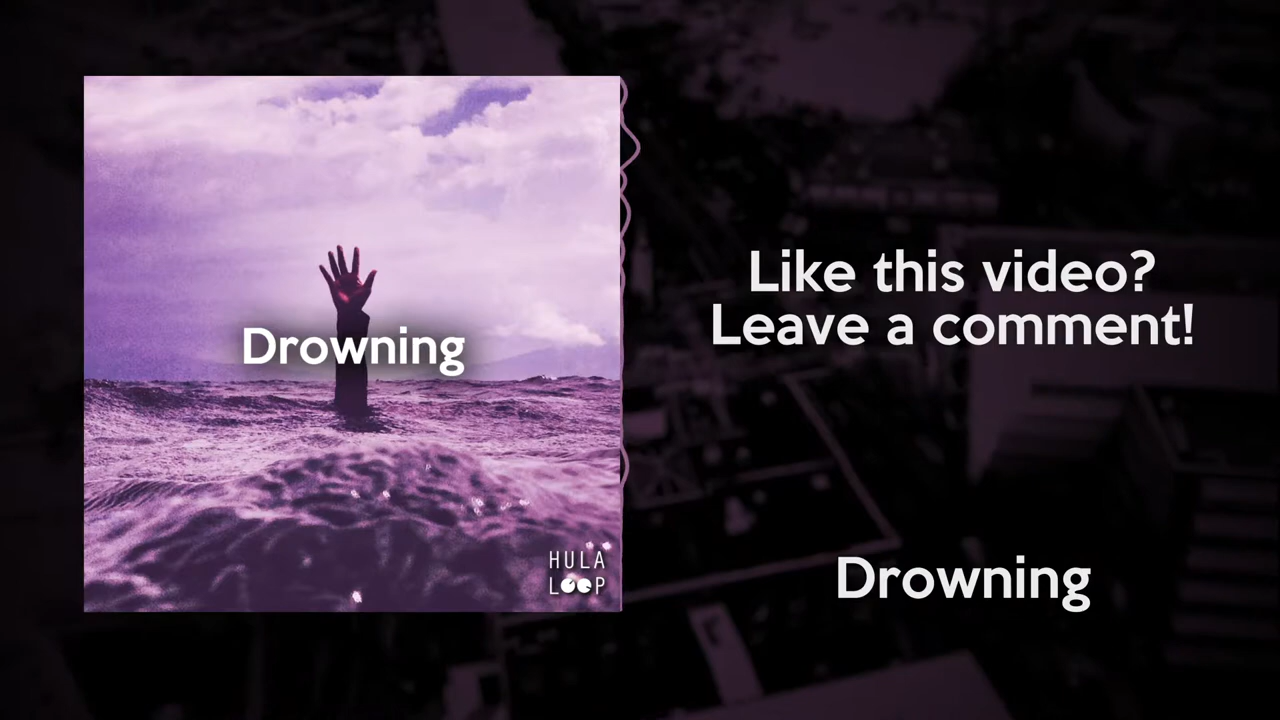 Drowning
HULA
LOOP
Like this video?
Leave a comment!
Drowning